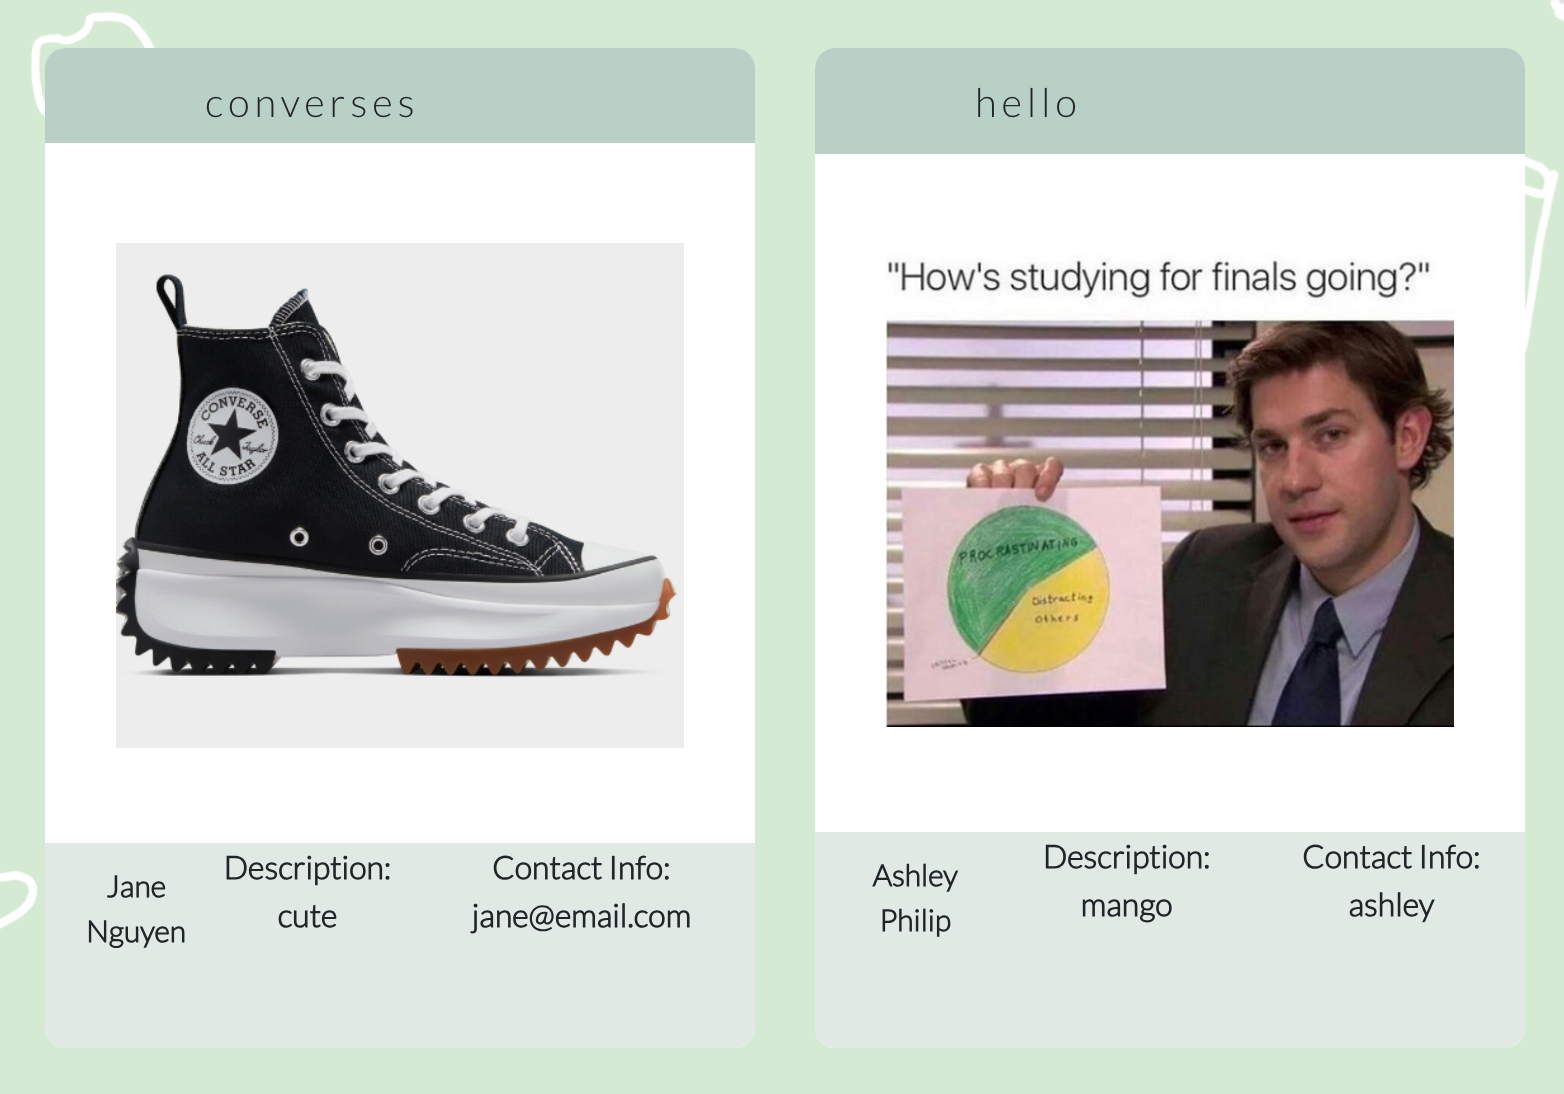 converses
CONVERSE
Chuck Taylor
ALL STAR
Jane
Nguyen
Description:
cute
Contact Info:
jane@email.com
hello
"How's studying for finals going?"
PROCRASTINATING
Distracting
Others
Ashley
Philip
Description:
mango
Contact Info:
ashley